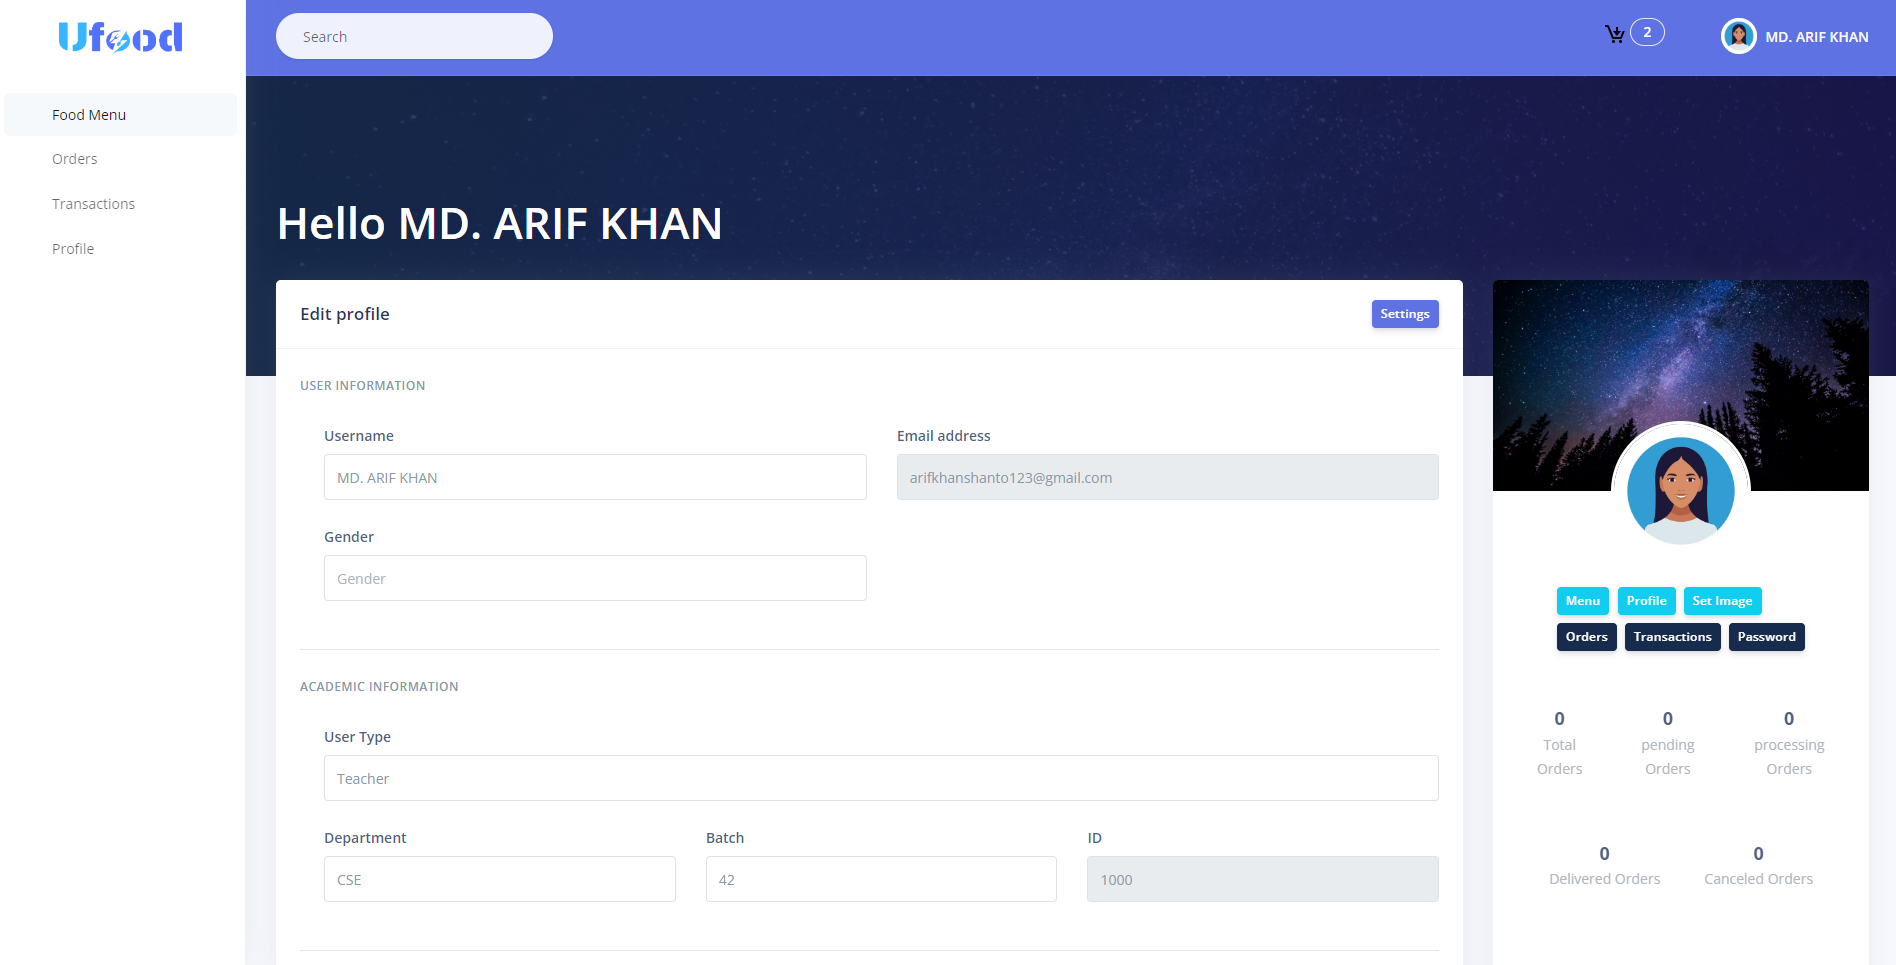 Ufood
Search
2
MD. ARIF KHAN
Food Menu
Orders
Transactions
Profile
Hello MD. ARIF KHAN
Edit profile
Settings
USER INFORMATION
Username
Email address
MD. ARIF KHAN
arifkhanshanto123@gmail.com
Gender
Gender
ACADEMIC INFORMATION
User Type
Teacher
Department
Batch
ID
CSE
42
1000
Menu
Profile
Set Image
Orders
Transactions
Password
0
Total
Orders
0
pending
Orders
0
processing
Orders
0
Delivered Orders
0
Canceled Orders